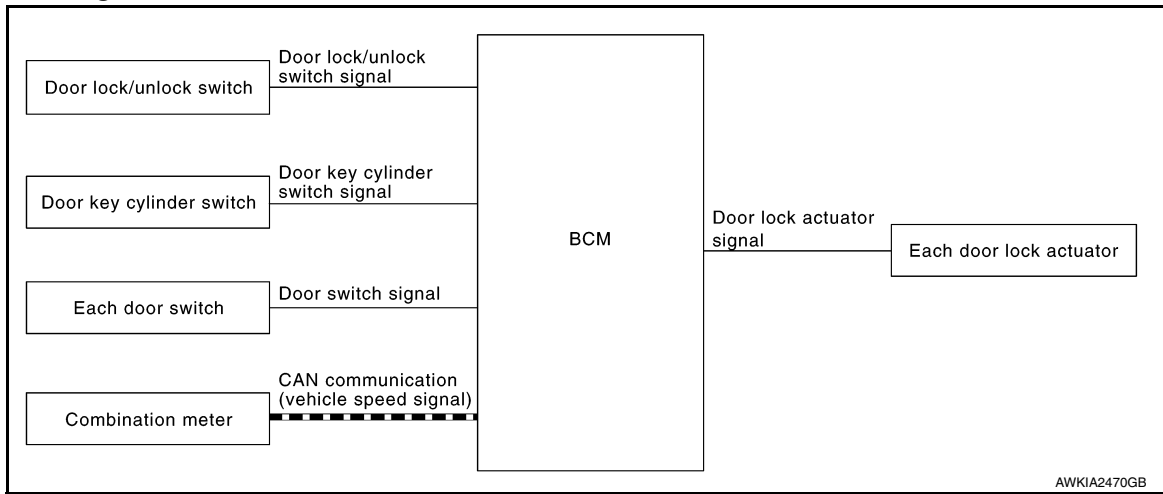 Door lock/unlock switch
Door lock/unlock
switch signal
Door key cylinder switch
Door key cylinder
switch signal
Each door switch
Door switch signal
Combination meter
CAN communication
(vehicle speed signal)
BCM
Door lock actuator
signal
Each door lock actuator
AWKIA2470GB